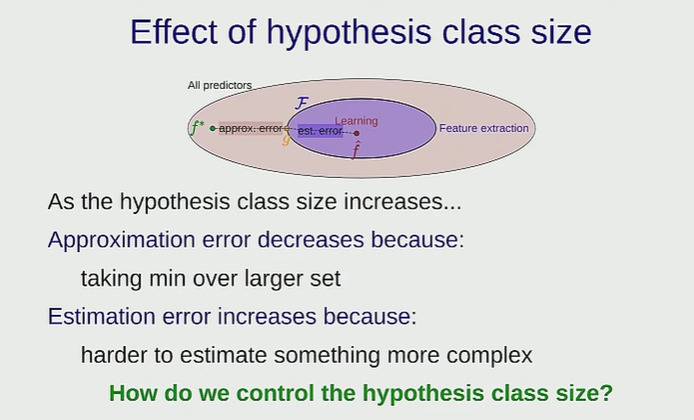 Effect of hypothesis class size
All predictors
F
Learning
f* approx. error est. error Feature extraction
g
f̂
As the hypothesis class size increases...
Approximation error decreases because:
taking min over larger set
Estimation error increases because:
harder to estimate something more complex
How do we control the hypothesis class size?